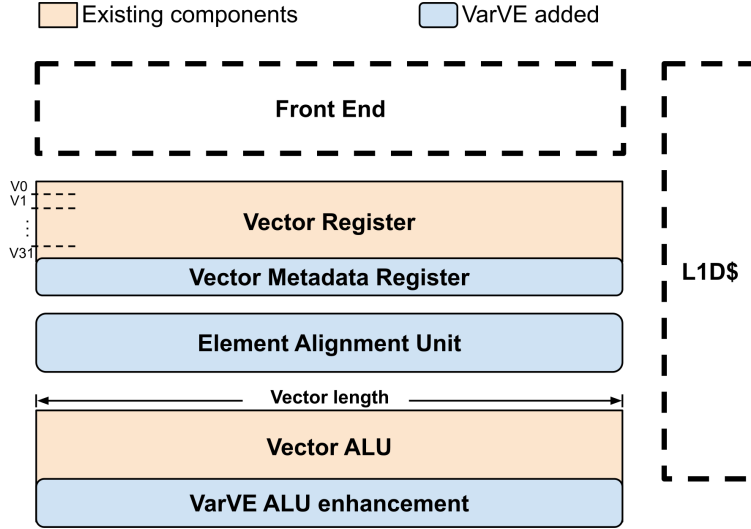 Existing components
VarVE added
Front End
V0
V1
⋮
V31
Vector Register
Vector Metadata Register
L1D$
Element Alignment Unit
Vector length
Vector ALU
VarVE ALU enhancement